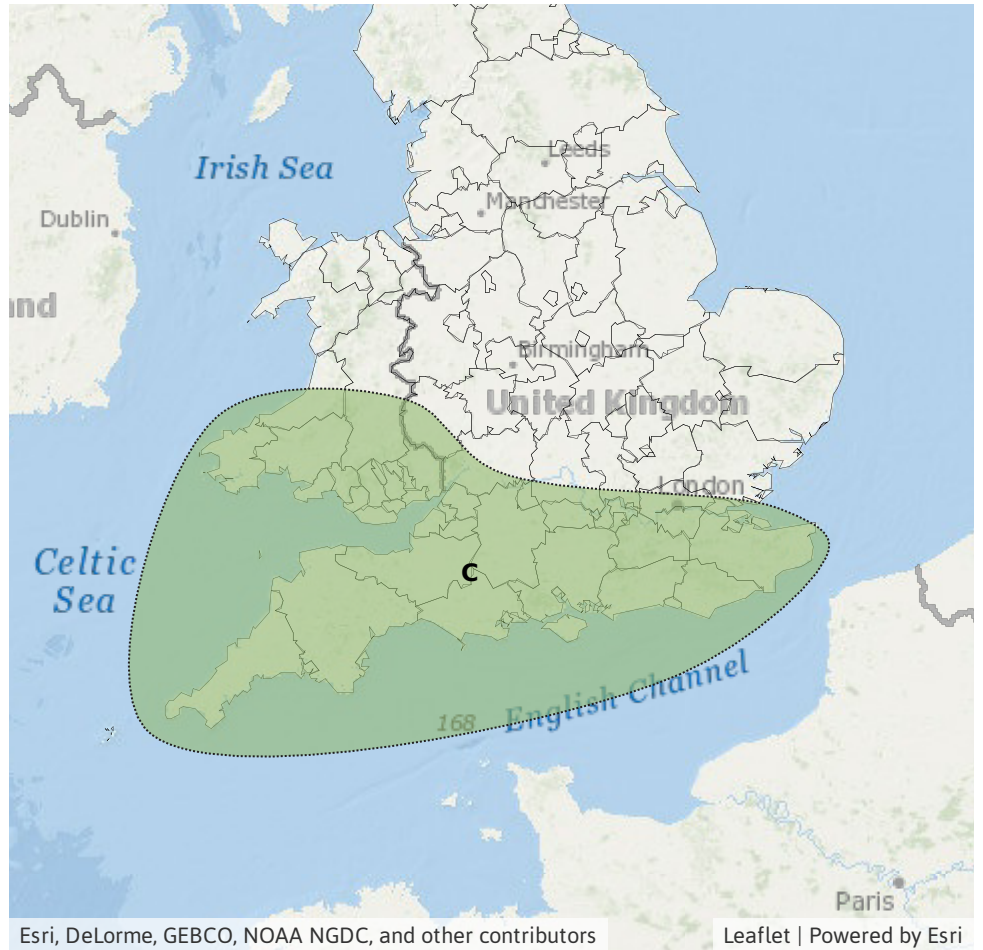 Leeds
Irish Sea
Manchester
Dublin
nd
Birmingham
United Kingdom
London
Celtic
Sea
C
English Channel
168
Paris
Esri, DeLorme, GEBCO, NOAA NGDC, and other contributors
Leaflet | Powered by Esri